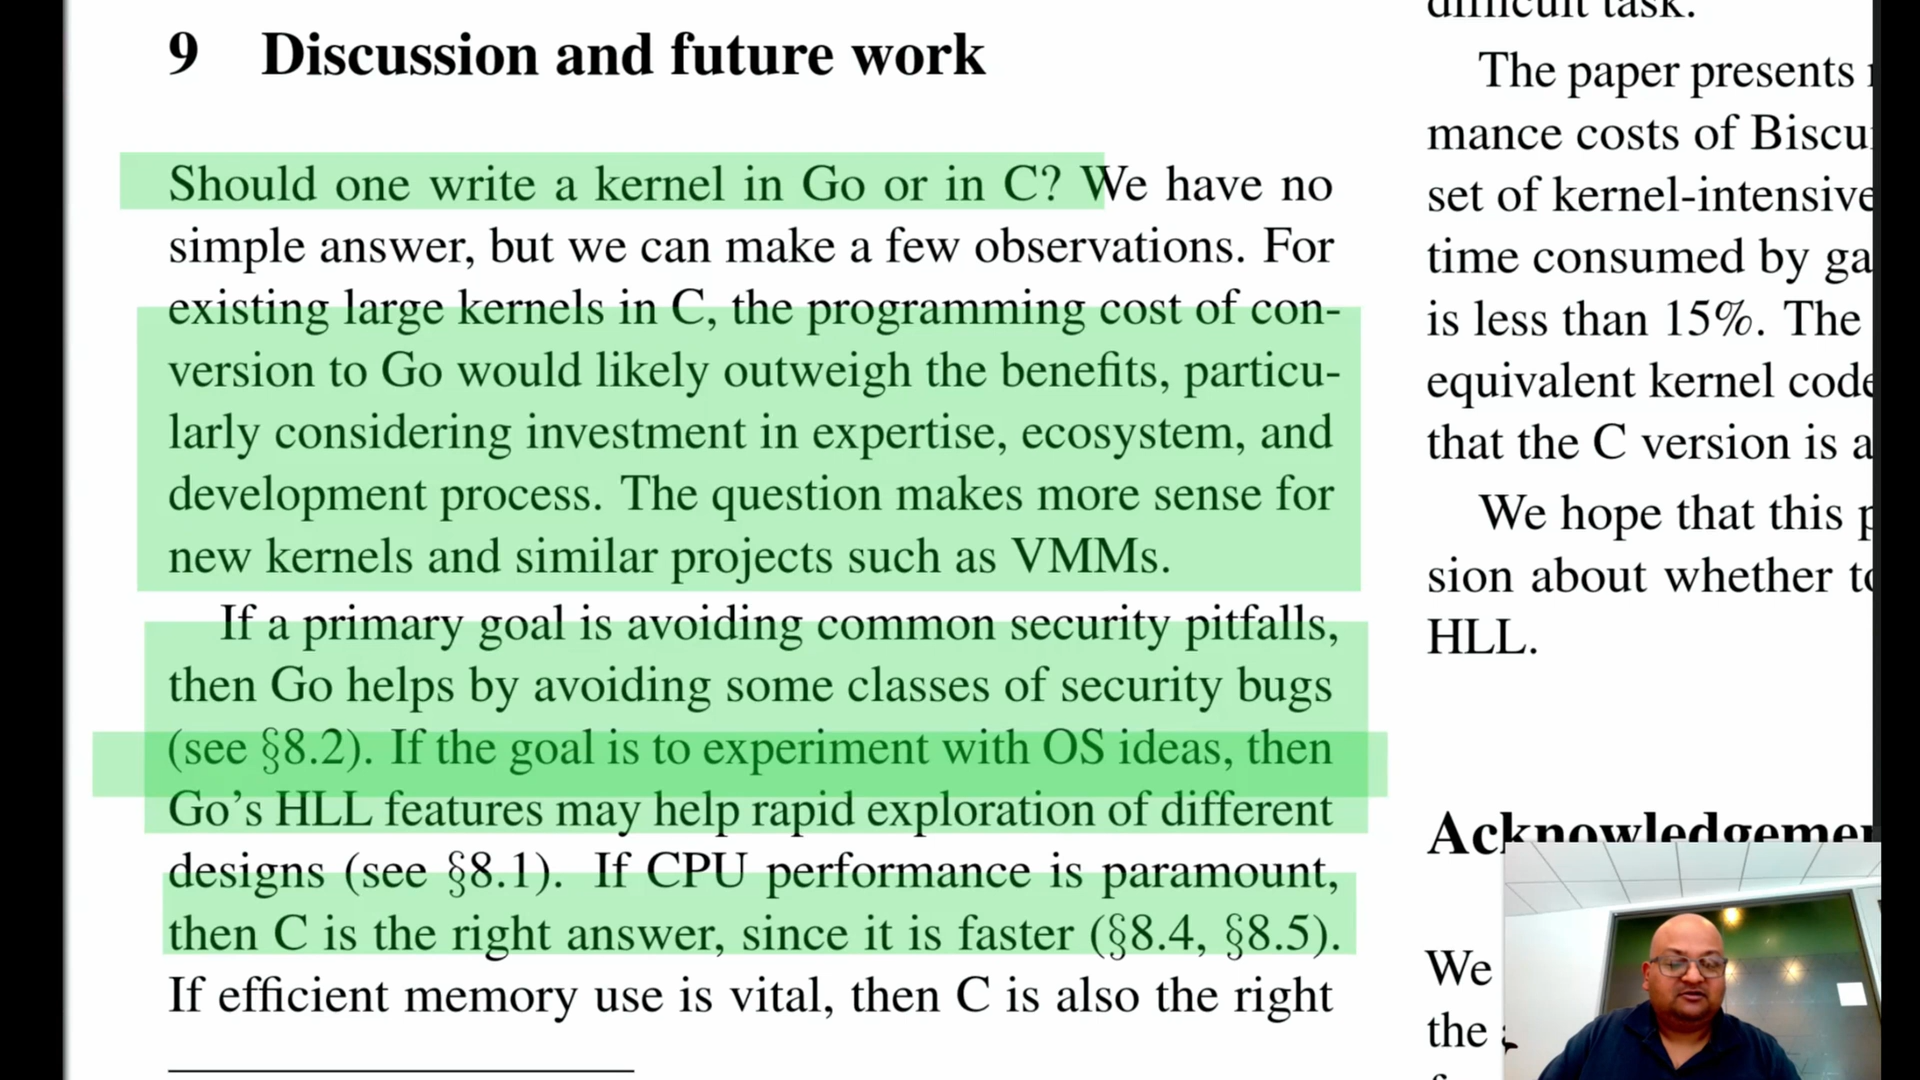 9 Discussion and future work
Should one write a kernel in Go or in C? We have no
simple answer, but we can make a few observations. For
existing large kernels in C, the programming cost of con-
version to Go would likely outweigh the benefits, particu-
larly considering investment in expertise, ecosystem, and
development process. The question makes more sense for
new kernels and similar projects such as VMMs.
If a primary goal is avoiding common security pitfalls,
then Go helps by avoiding some classes of security bugs
(see §8.2). If the goal is to experiment with OS ideas, then
Go's HLL features may help rapid exploration of different
designs (see §8.1). If CPU performance is paramount,
then C is the right answer, since it is faster (§8.4, §8.5).
If efficient memory use is vital, then C is also the right
difficult task.
The paper presents
mance costs of
set of kernel-intensive
time consumed by
is less than 15%. The
equivalent kernel code
that the C version is
We hope that this
sion about whether
HLL.
We
the